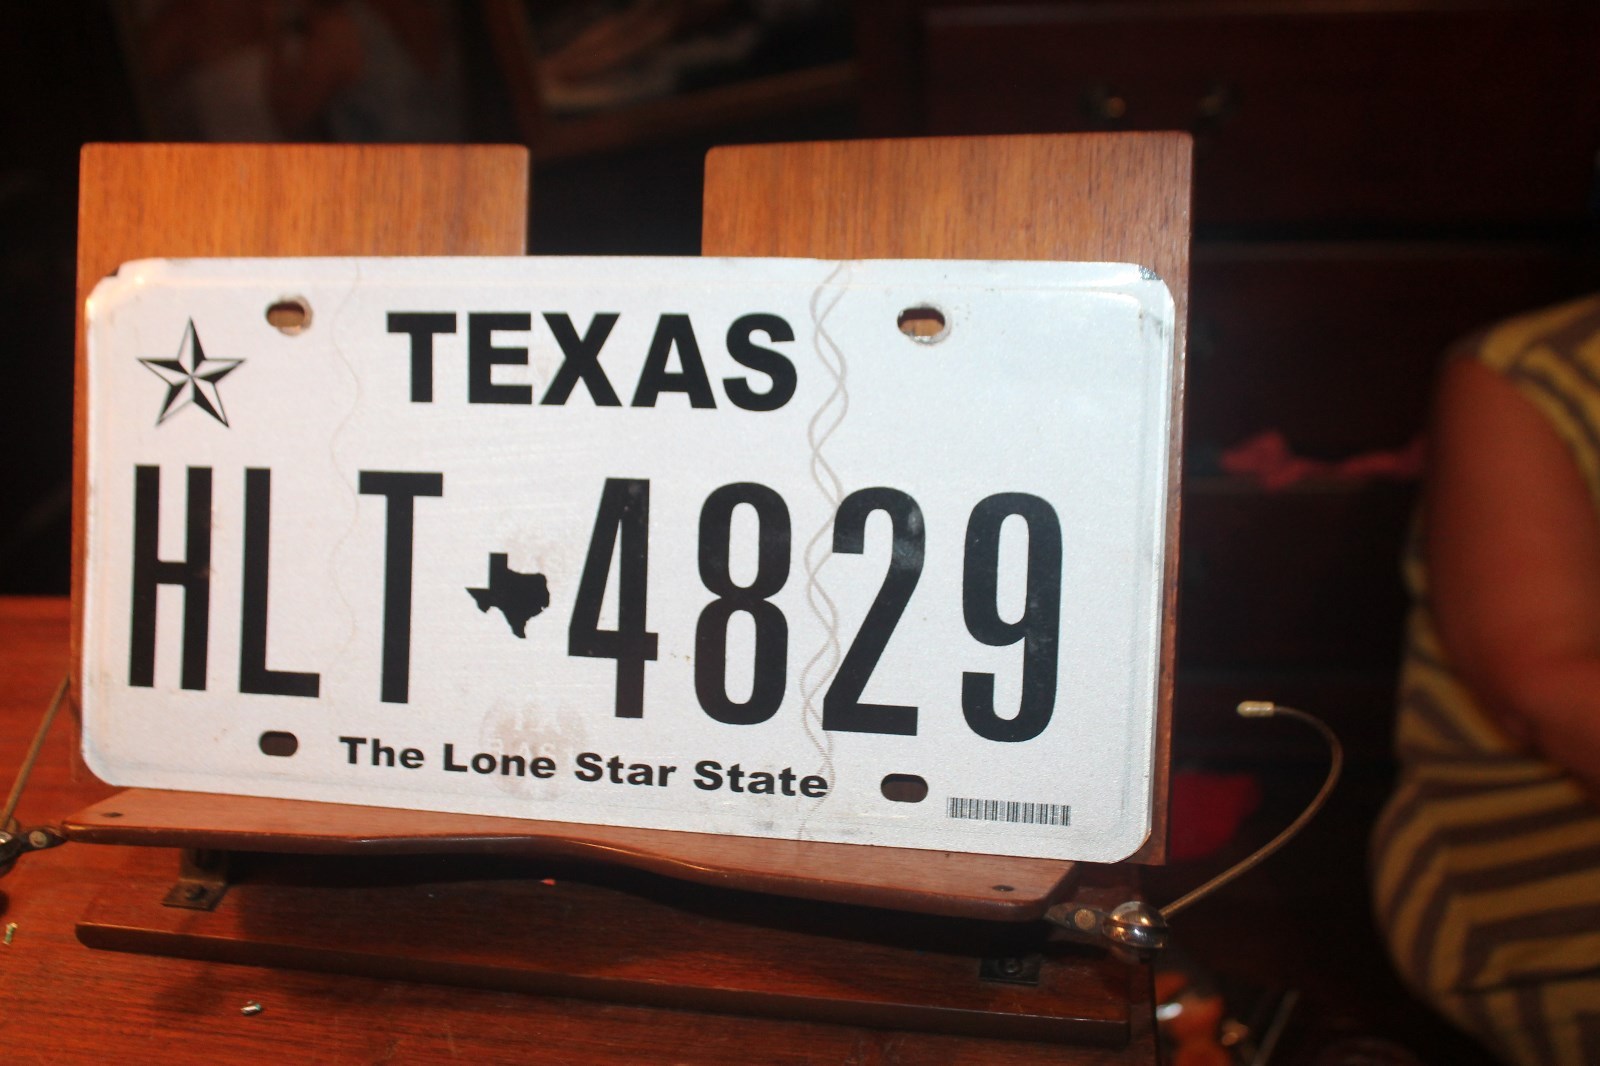 TEXAS
HLT 4829
The Lone Star State